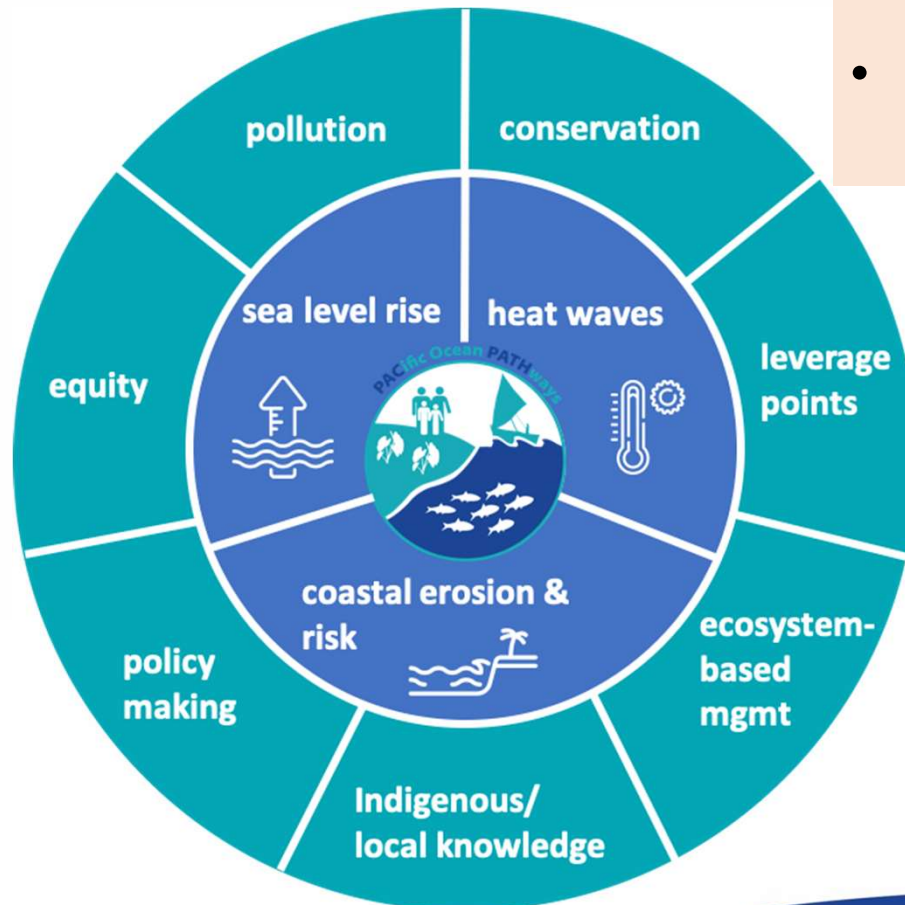 pollution
conservation
sea level rise
heat waves
PACific Ocean PATHways
equity
leverage
points
coastal erosion &
risk
ecosystem-
based
mgmt
policy
making
Indigenous/
local knowledge